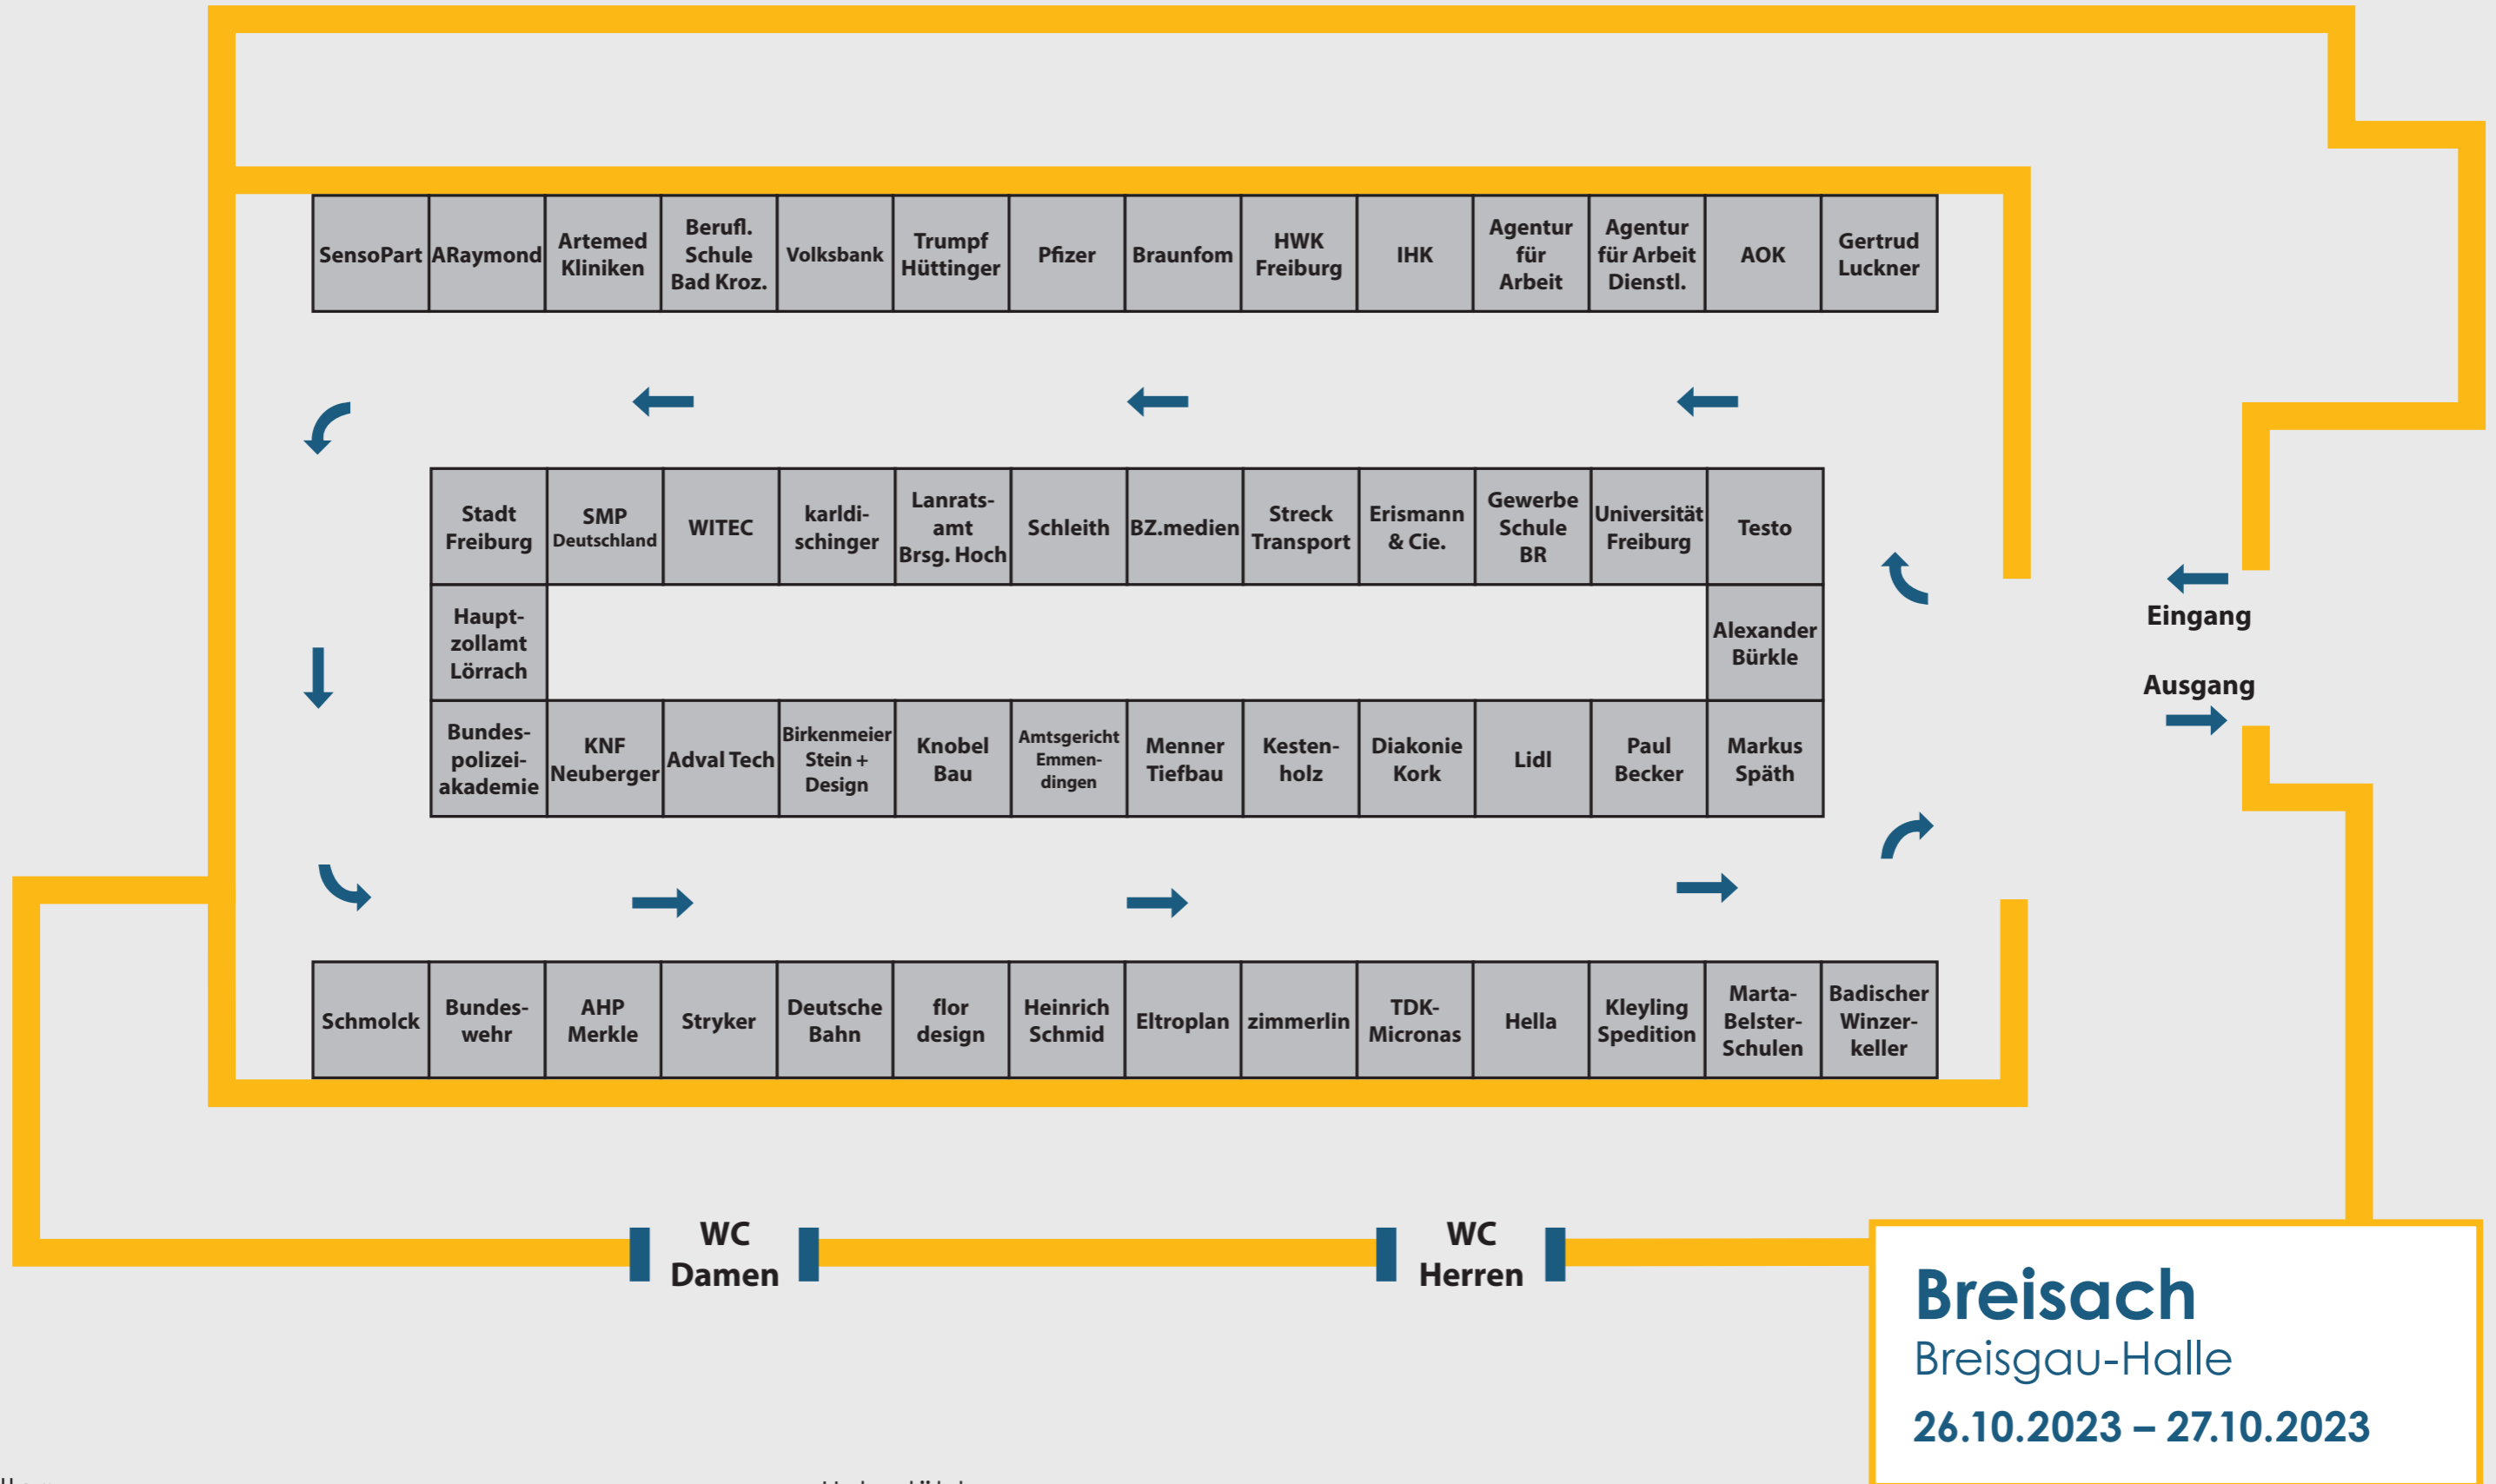 SensoPart
ARaymond
Artemed
Kliniken
Berufl.
Schule
Bad Kroz.
Volksbank
Trumpf
Hüttinger
Pfizer
Braunfom
HWK
Freiburg
IHK
Agentur
für
Arbeit
Agentur
für Arbeit
Dienstl.
AOK
Gertrud
Luckner
Stadt
Freiburg
SMP
Deutschland
WITEC
karldi-
schinger
Lanrats-
amt
Brsg. Hoch
Schleith
BZ.medien
Streck
Transport
Erismann
& Cie.
Gewerbe
Schule
BR
Universität
Freiburg
Testo
Haupt-
zollamt
Lörrach
Alexander
Bürkle
Eingang
Ausgang
Bundes-
polizei-
akademie
KNF
Neuberger
Adval Tech
Birkenmeier
Stein +
Design
Knobel
Bau
Amtsgericht
Emmen-
dingen
Menner
Tiefbau
Kesten-
holz
Diakonie
Kork
Lidl
Paul
Becker
Markus
Späth
Schmolck
Bundes-
wehr
AHP
Merkle
Stryker
Deutsche
Bahn
flor
design
Heinrich
Schmid
Eltroplan
zimmerlin
TDK-
Micronas
Hella
Kleyling
Spedition
Marta-
Belster-
Schulen
Badischer
Winzer-
keller
WC
Damen
WC
Herren
Breisach
Breisgau-Halle
26.10.2023 – 27.10.2023